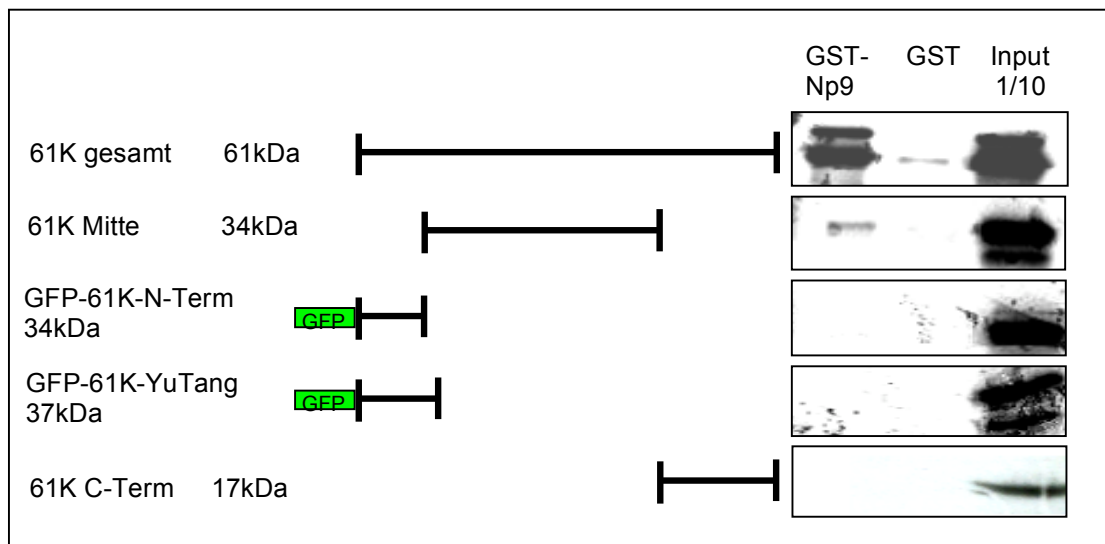 GST-
Np9
GST
Input
1/10
61K gesamt 61kDa
61K Mitte 34kDa
GFP-61K-N-Term
34kDa
GFP
GFP-61K-YuTang
37kDa
GFP
61K C-Term 17kDa